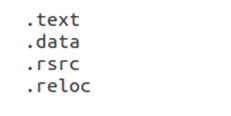 .text
.data
.rsrc
.reloc